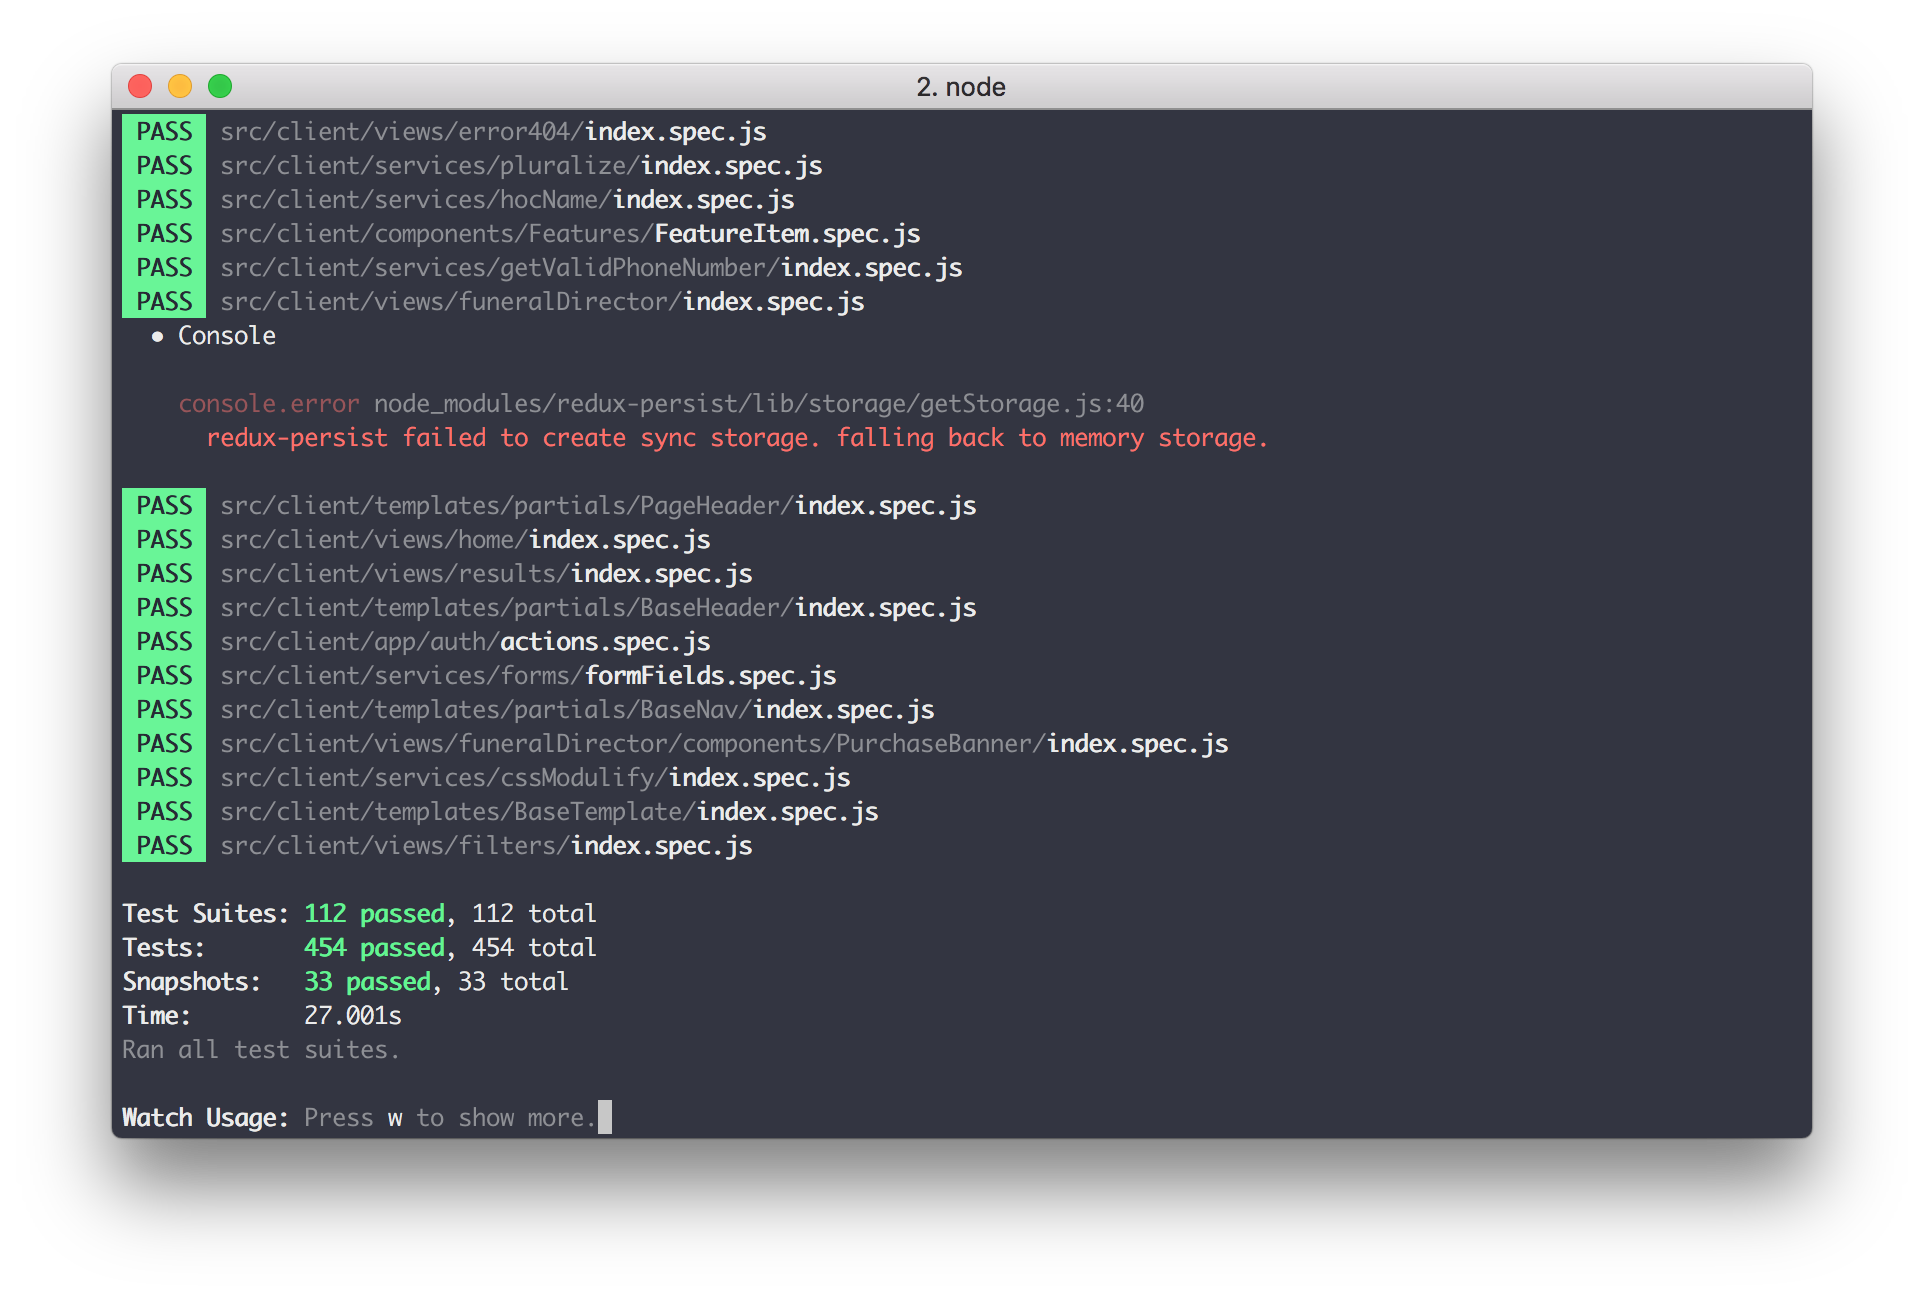 2. node
PASS src/client/views/error404/index.spec.js
PASS src/client/services/pluralize/index.spec.js
PASS src/client/services/hocName/index.spec.js
PASS src/client/components/Features/FeatureItem.spec.js
PASS src/client/services/getValidPhoneNumber/index.spec.js
PASS src/client/views/funeralDirector/index.spec.js
● Console
console.error node_modules/redux-persist/lib/storage/getStorage.js:40
redux-persist failed to create sync storage. falling back to memory storage.
PASS src/client/templates/partials/PageHeader/index.spec.js
PASS src/client/views/home/index.spec.js
PASS src/client/views/results/index.spec.js
PASS src/client/templates/partials/BaseHeader/index.spec.js
PASS src/client/app/auth/actions.spec.js
PASS src/client/services/forms/formFields.spec.js
PASS src/client/templates/partials/BaseNav/index.spec.js
PASS src/client/views/funeralDirector/components/PurchaseBanner/index.spec.js
PASS src/client/services/cssModulify/index.spec.js
PASS src/client/templates/BaseTemplate/index.spec.js
PASS src/client/views/filters/index.spec.js
Test Suites: 112 passed, 112 total
Tests: 454 passed, 454 total
Snapshots: 33 passed, 33 total
Time: 27.001s
Ran all test suites.
Watch Usage: Press w to show more.